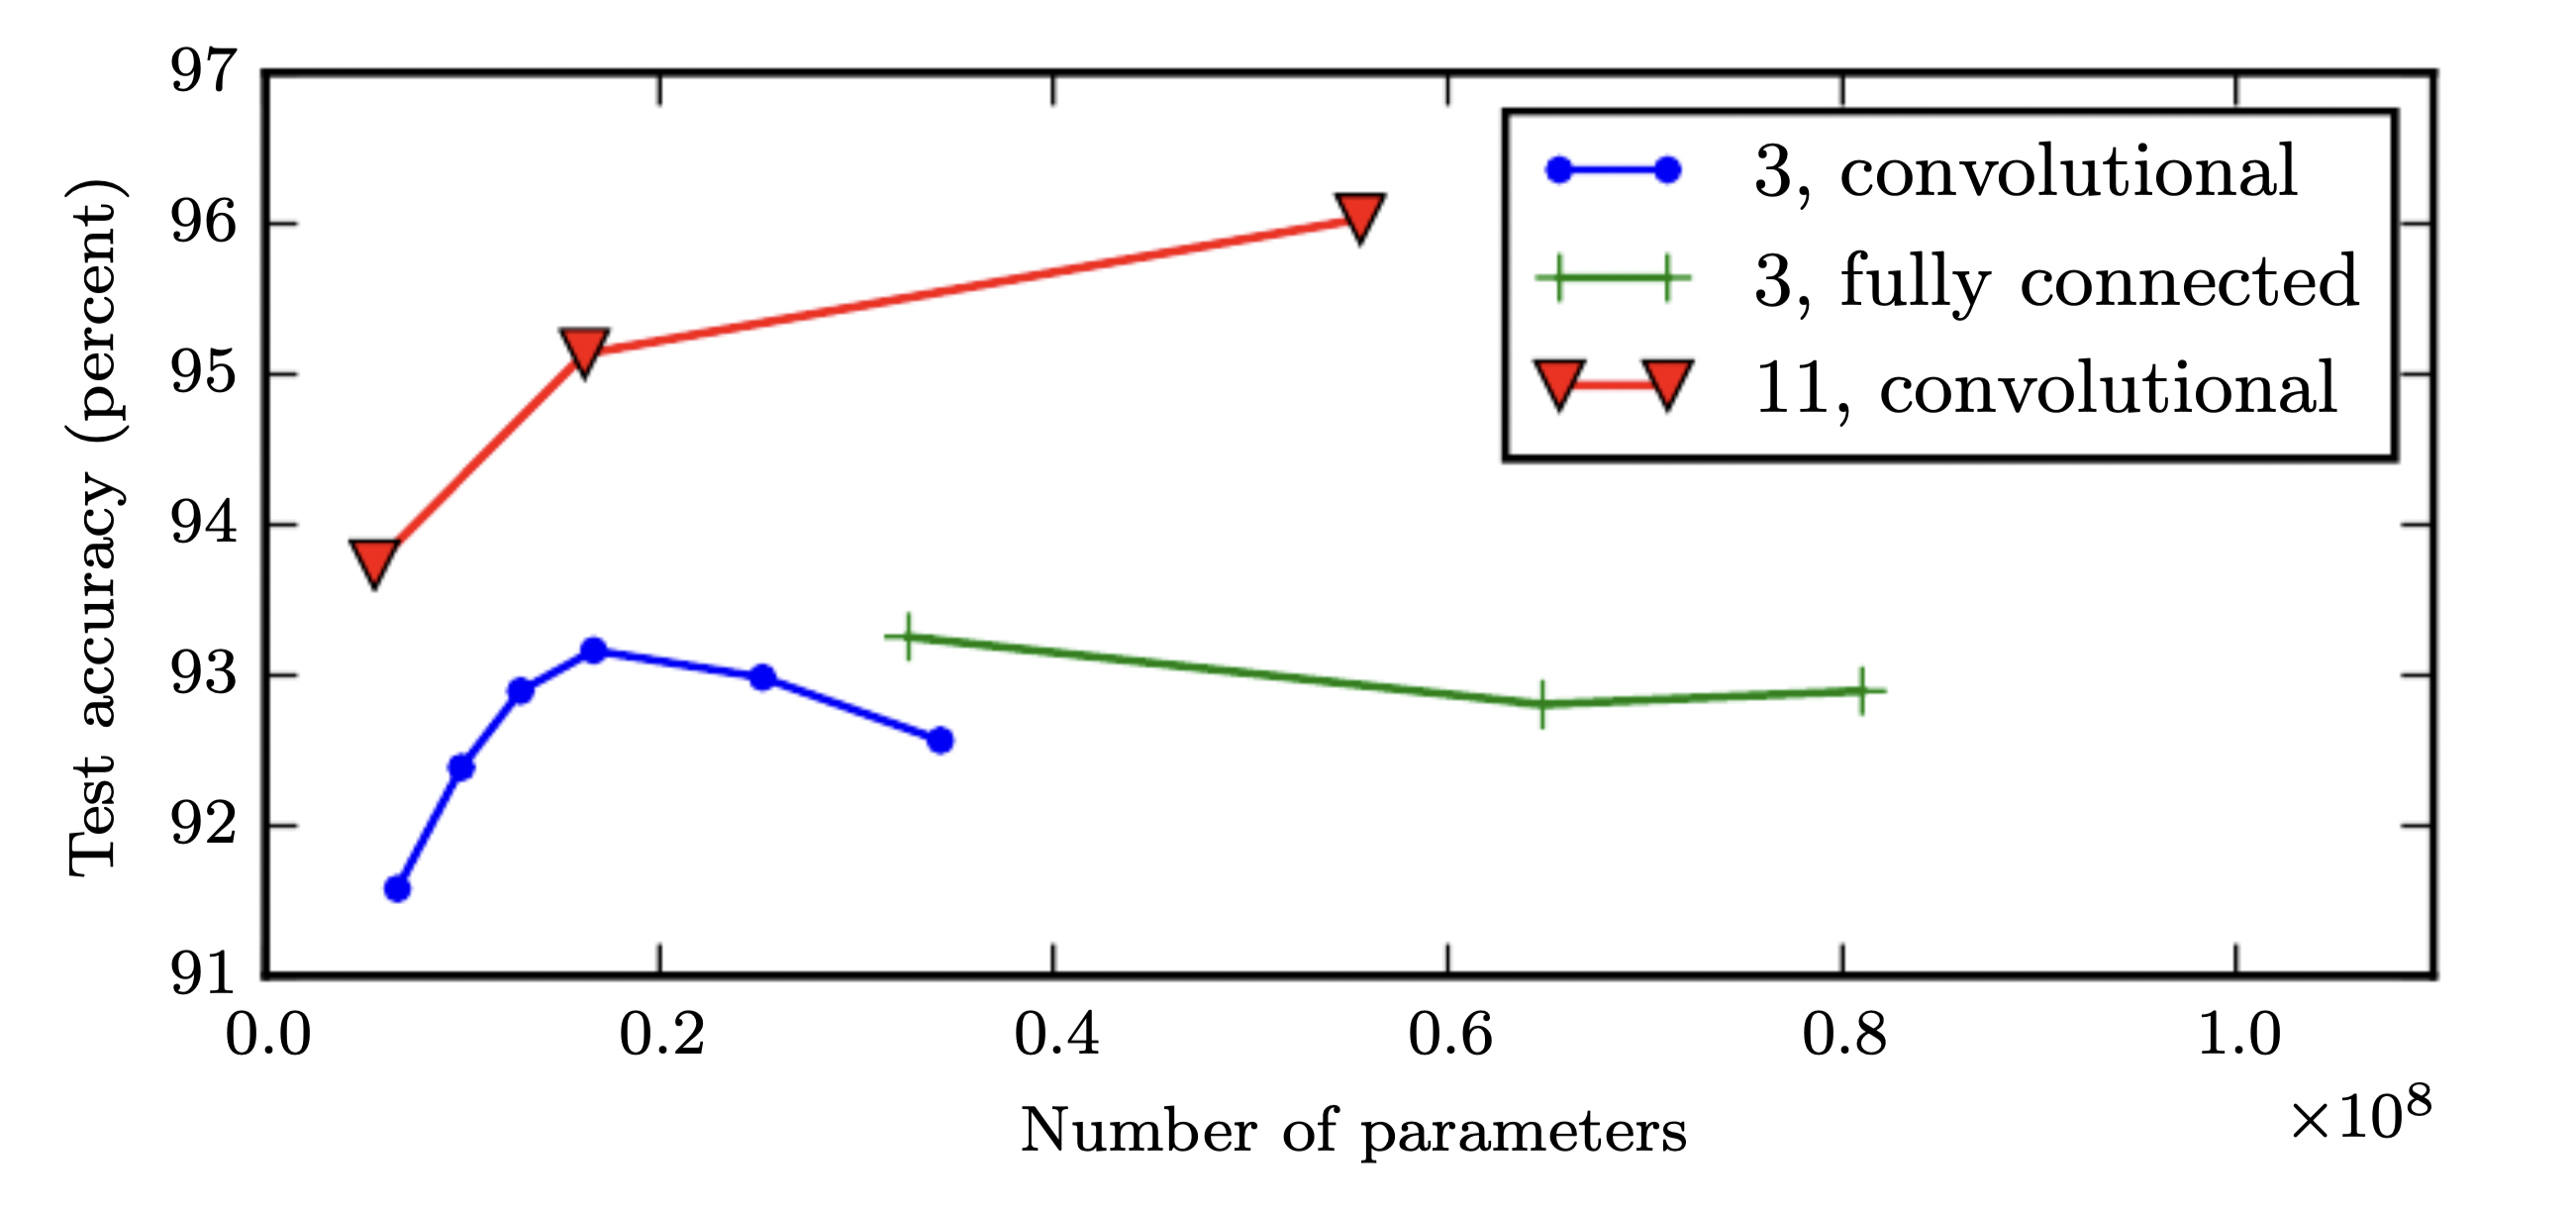 97
96
95
94
93
92
91
Test accuracy (percent)
3, convolutional
3, fully connected
11, convolutional
0.0 0.2 0.4 0.6 0.8 1.0
×10⁸
Number of parameters